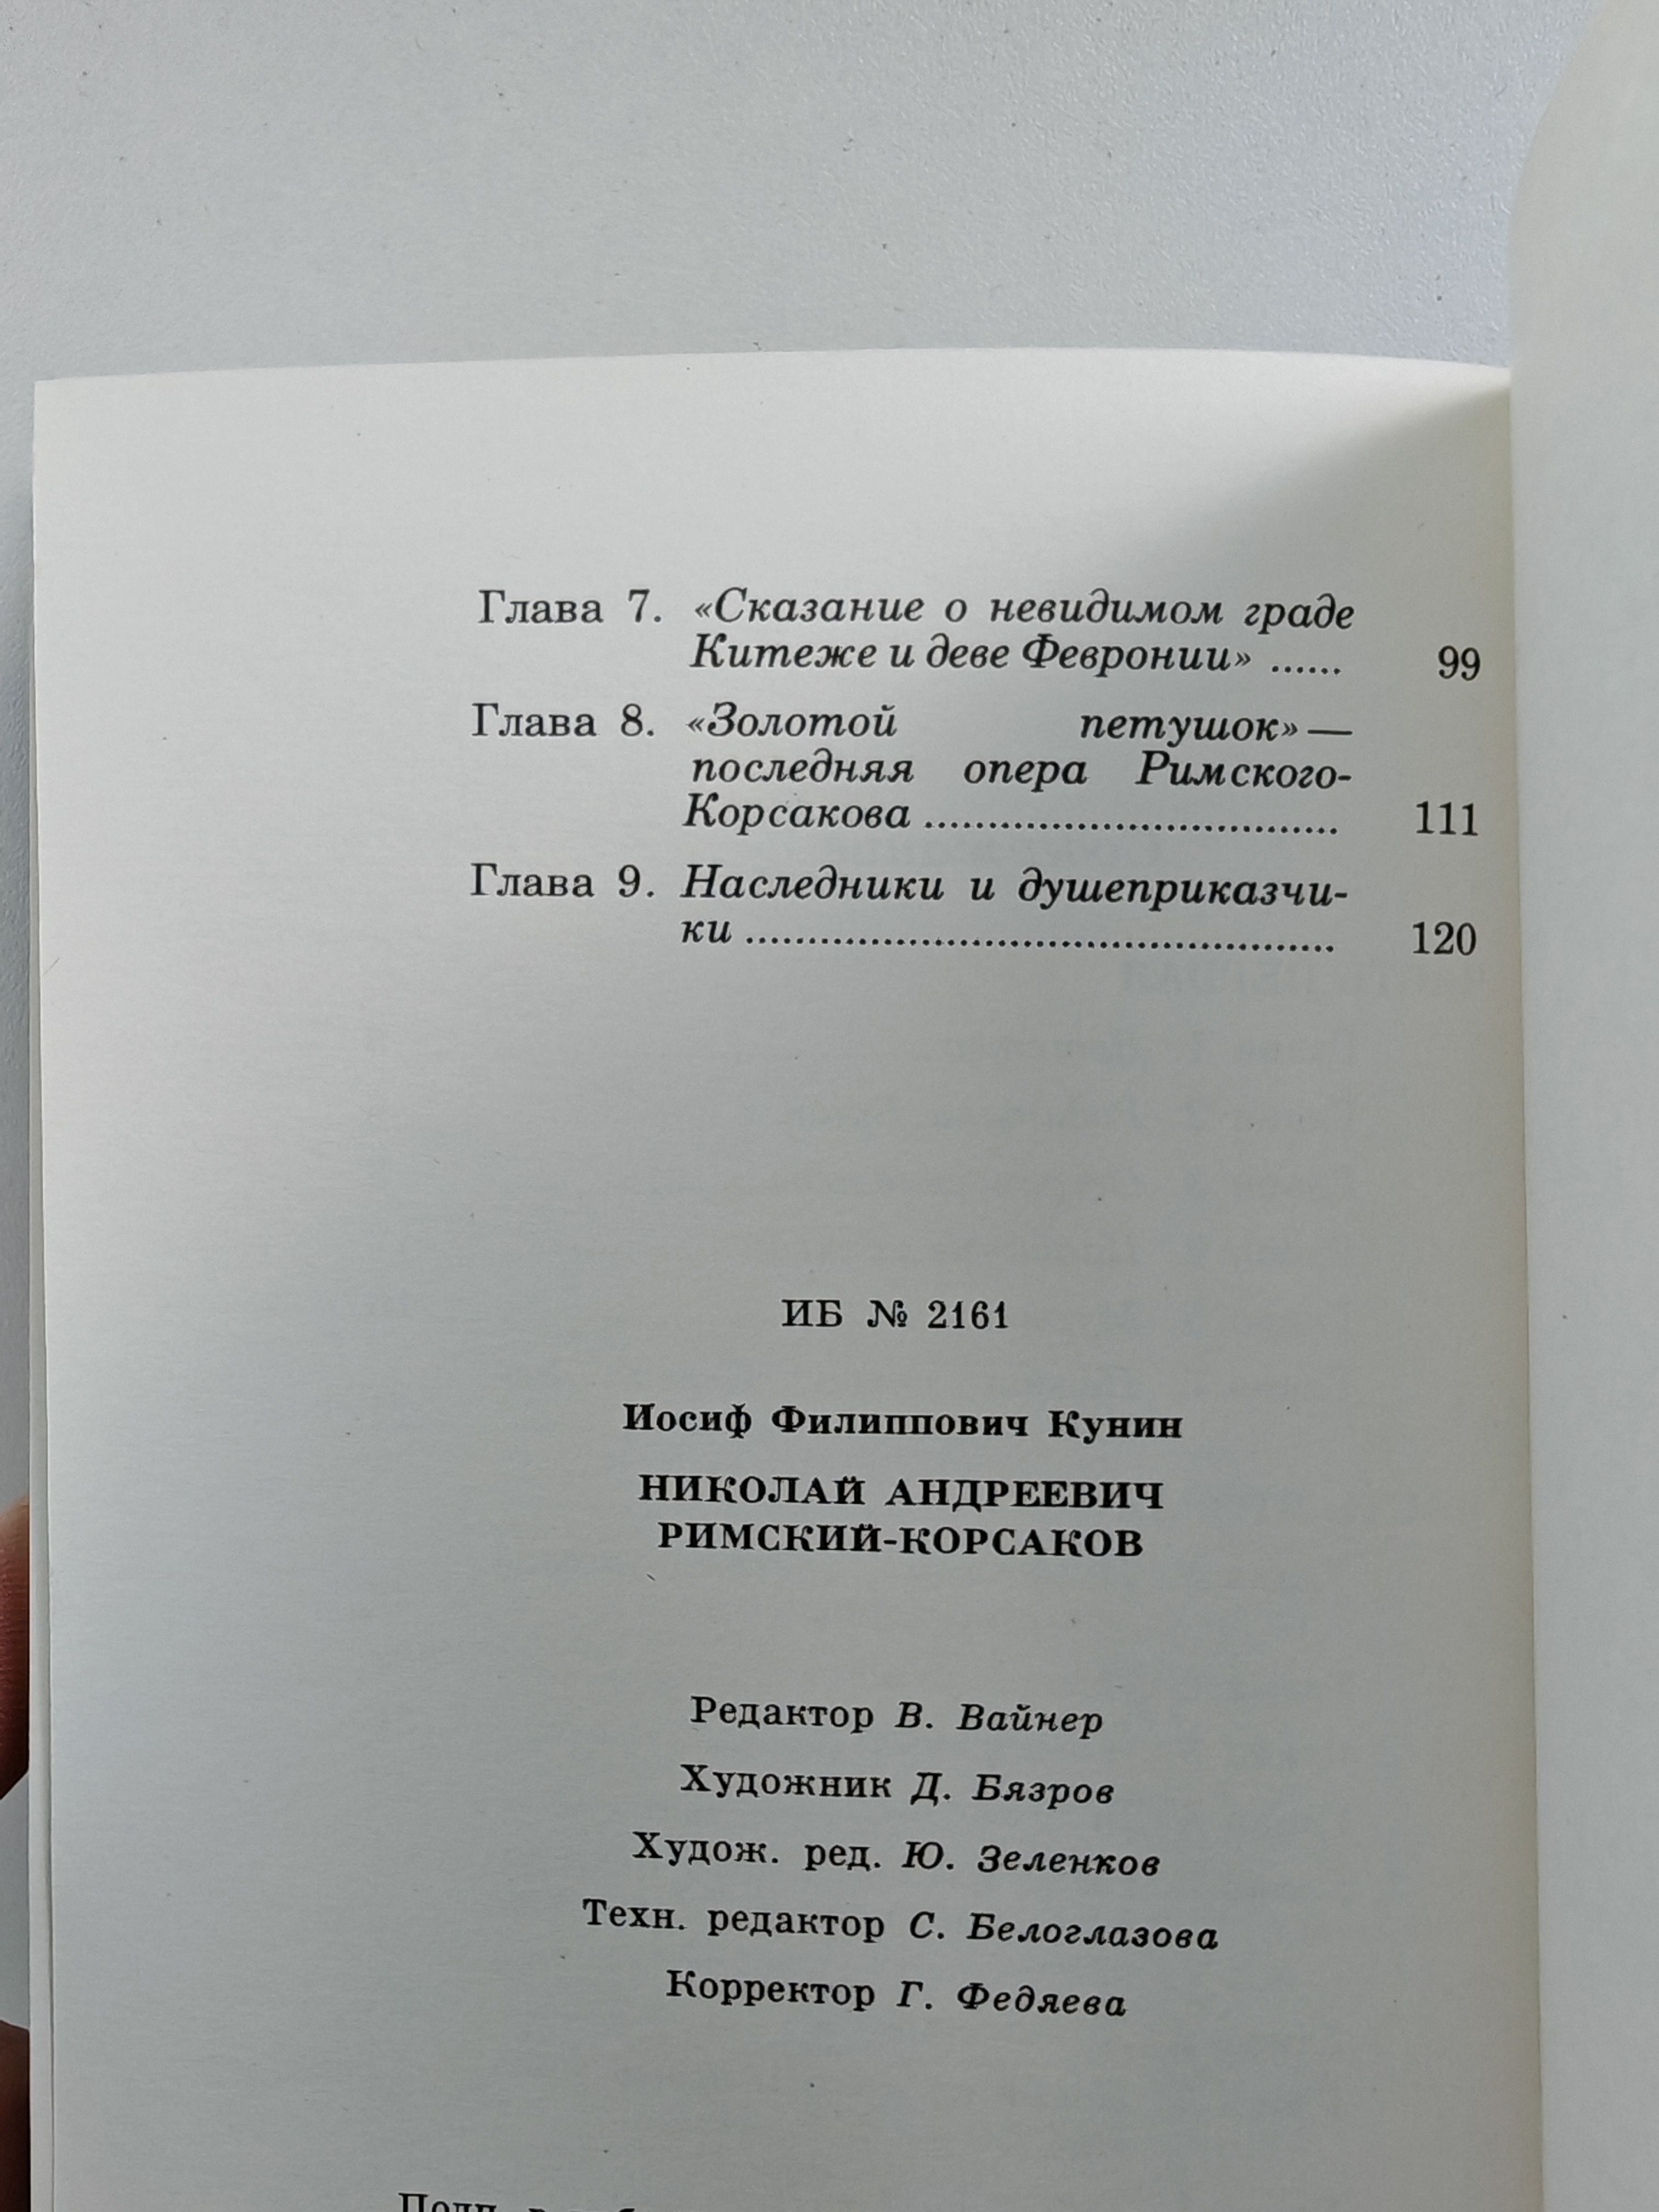 Глава 7. «Сказание о невидимом граде
Китеже и деве Февронии» ...... 99
Глава 8. «Золотой петушок» —
последняя опера Римского-
Корсакова ................................. 111
Глава 9. Наследники и душеприказчи-
ки ............................................... 120
ИБ № 2161
Иосиф Филиппович Кунин
НИКОЛАЙ АНДРЕЕВИЧ
РИМСКИЙ-КОРСАКОВ
Редактор В. Вайнер
Художник Д. Бязров
Худож. ред. Ю. Зеленков
Техн. редактор С. Белоглазова
Корректор Г. Федяева